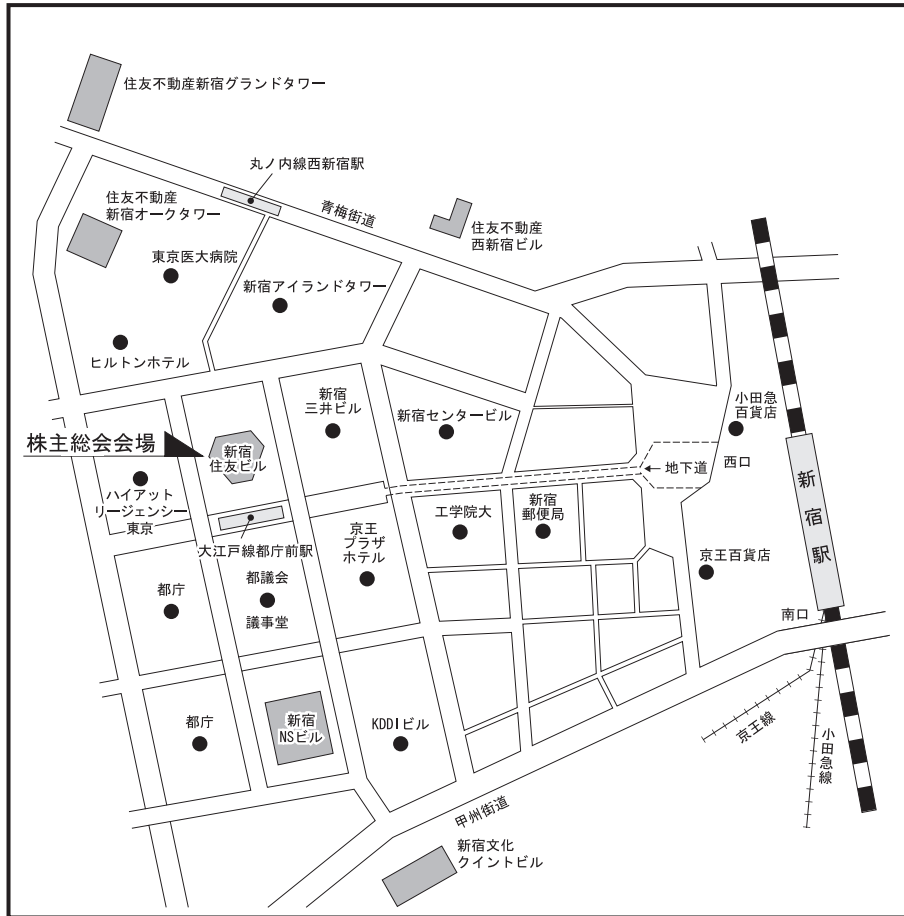 住友不動産新宿グランドタワー
丸ノ内線西新宿駅
青梅街道
住友不動産
新宿オークタワー
住友不動産
西新宿ビル
東京医大病院
新宿アイランドタワー
ヒルトンホテル
新宿
三井ビル
新宿センタービル
小田急
百貨店
株主総会会場
新宿
住友ビル
西口
地下道
ハイアット
リージェンシー
東京
新宿駅
工学院大
新宿
郵便局
大江戸線都庁前駅
京王
プラザ
ホテル
京王百貨店
都庁
都議会
議事堂
南口
都庁
新宿
NSビル
KDDIビル
京王線
小田急線
甲州街道
新宿文化
クイントビル